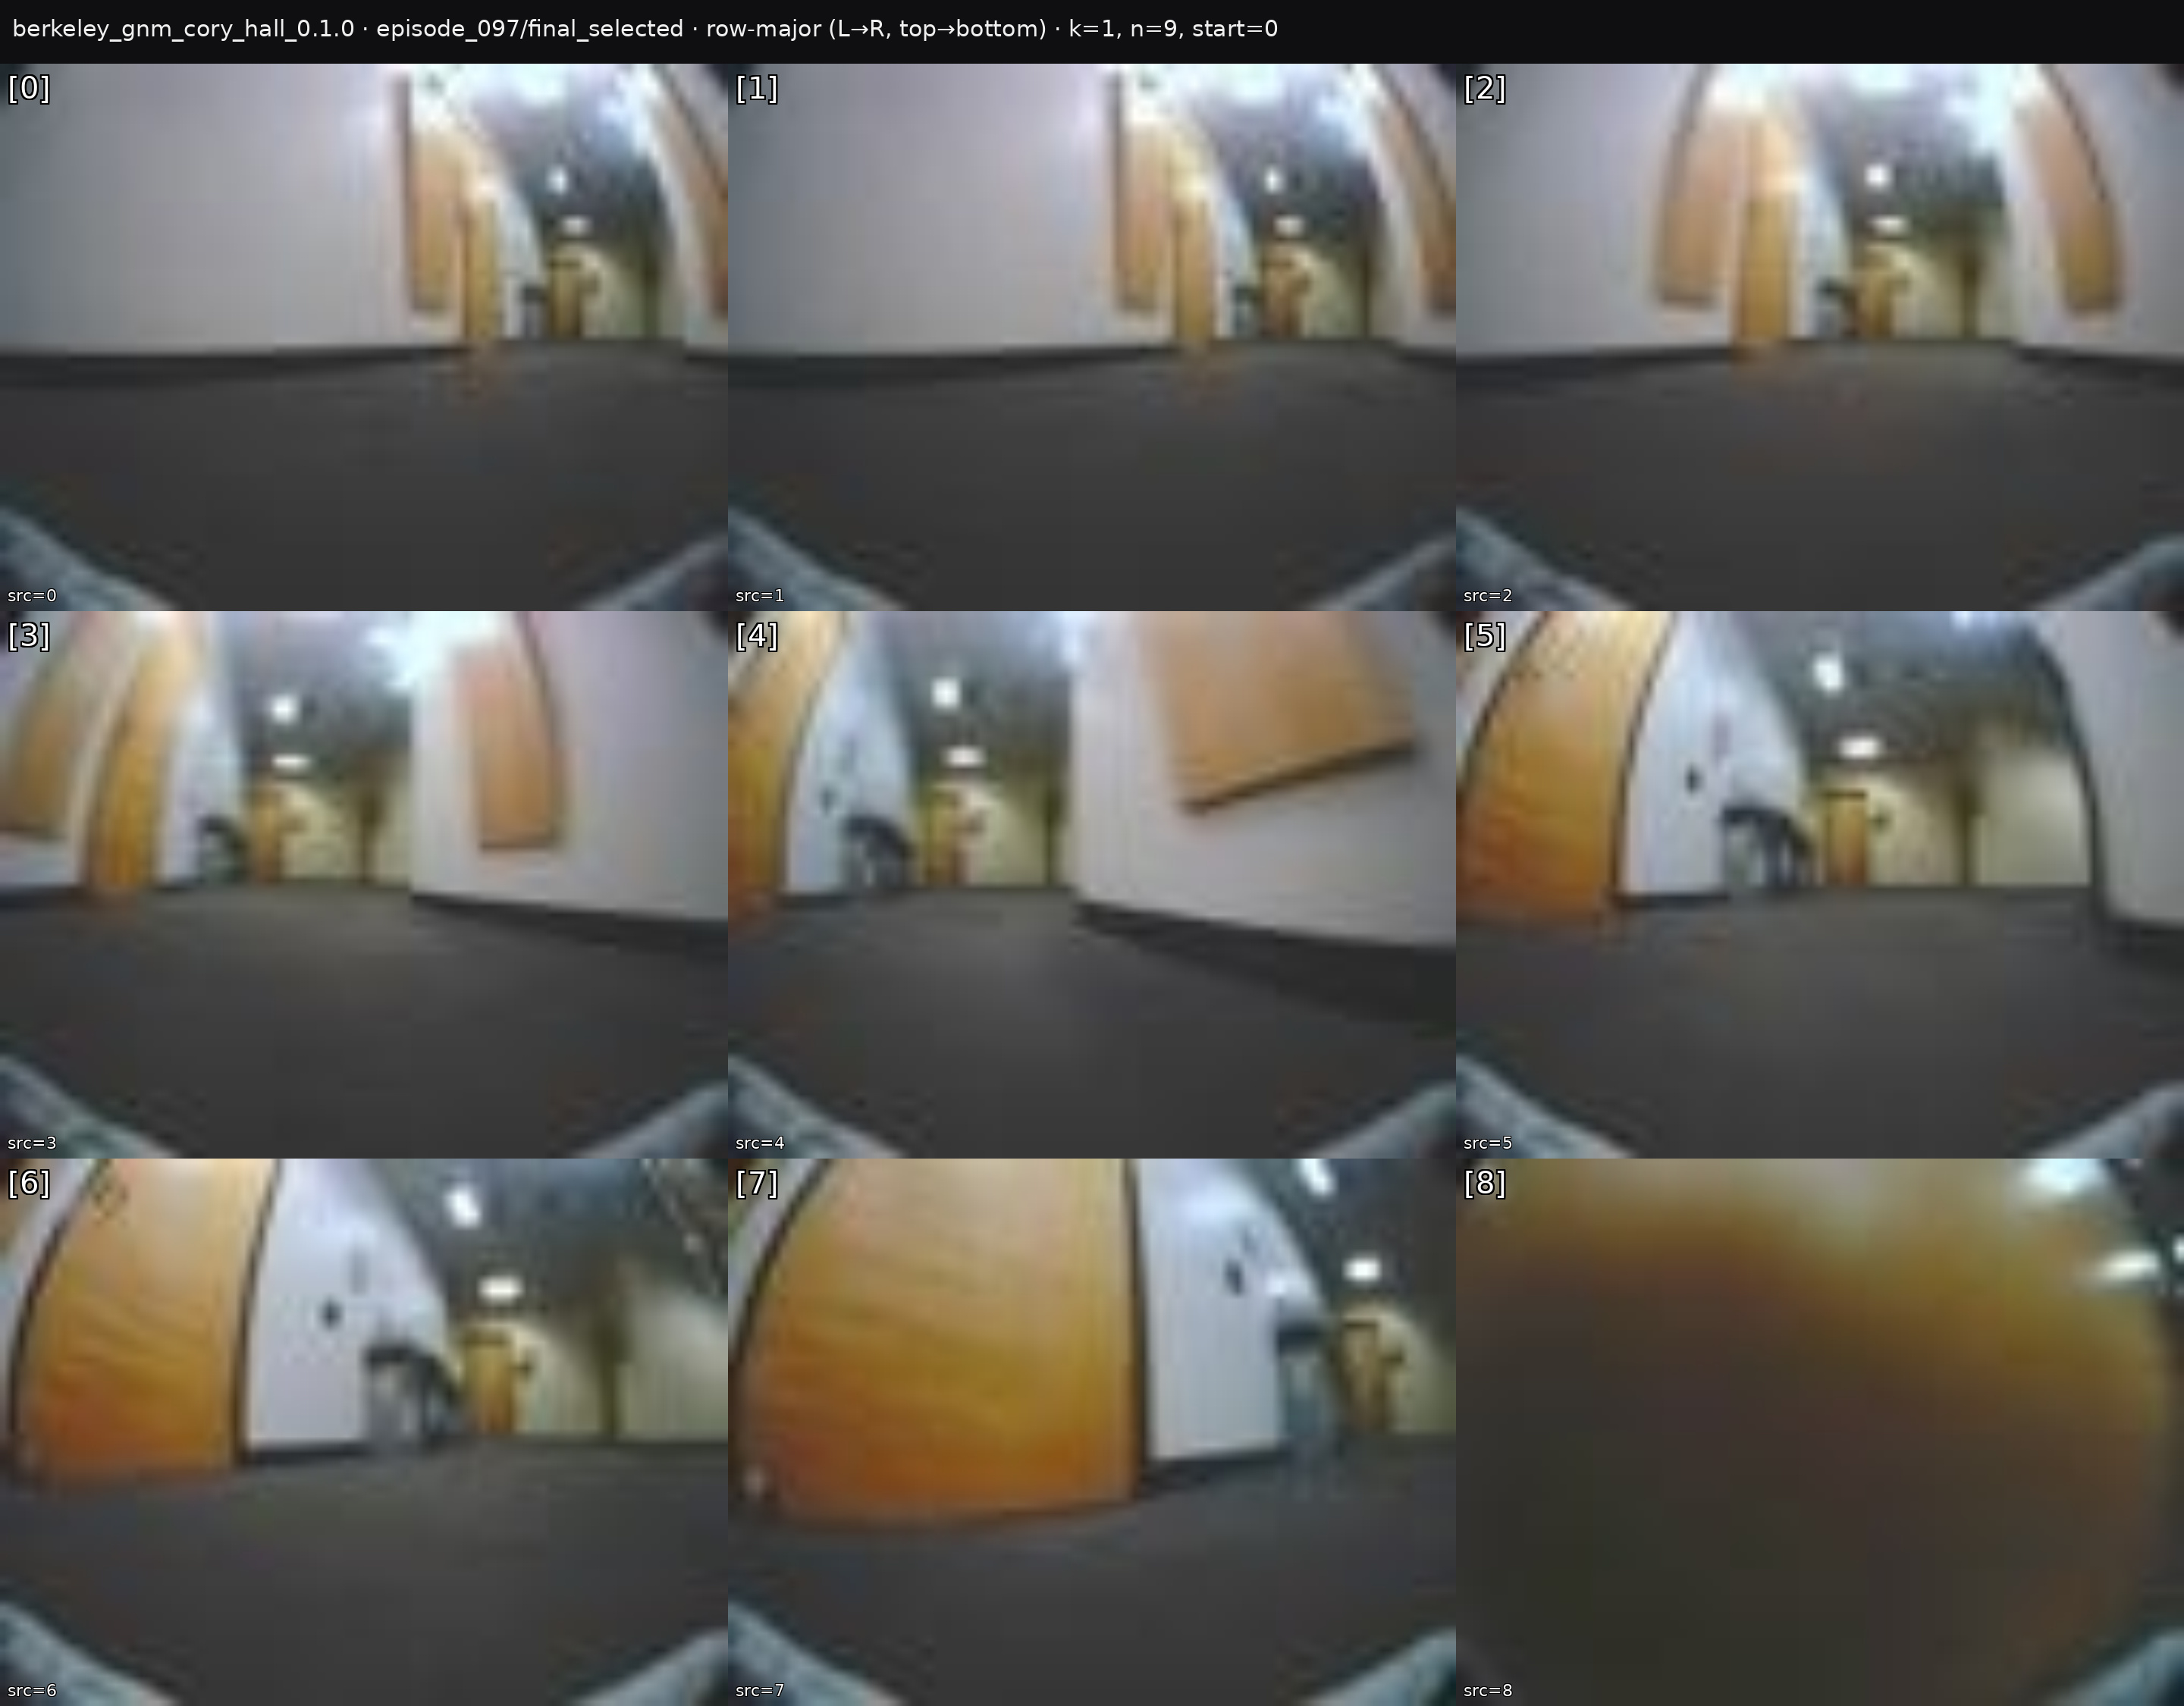 berkeley_gnm_cory_hall_0.1.0 · episode_097/final_selected · row-major (L→R, top→bottom) · k=1, n=9, start=0
[0]
[1]
[2]
src=0
src=1
src=2
[3]
[4]
[5]
src=3
src=4
src=5
[6]
[7]
[8]
src=6
src=7
src=8